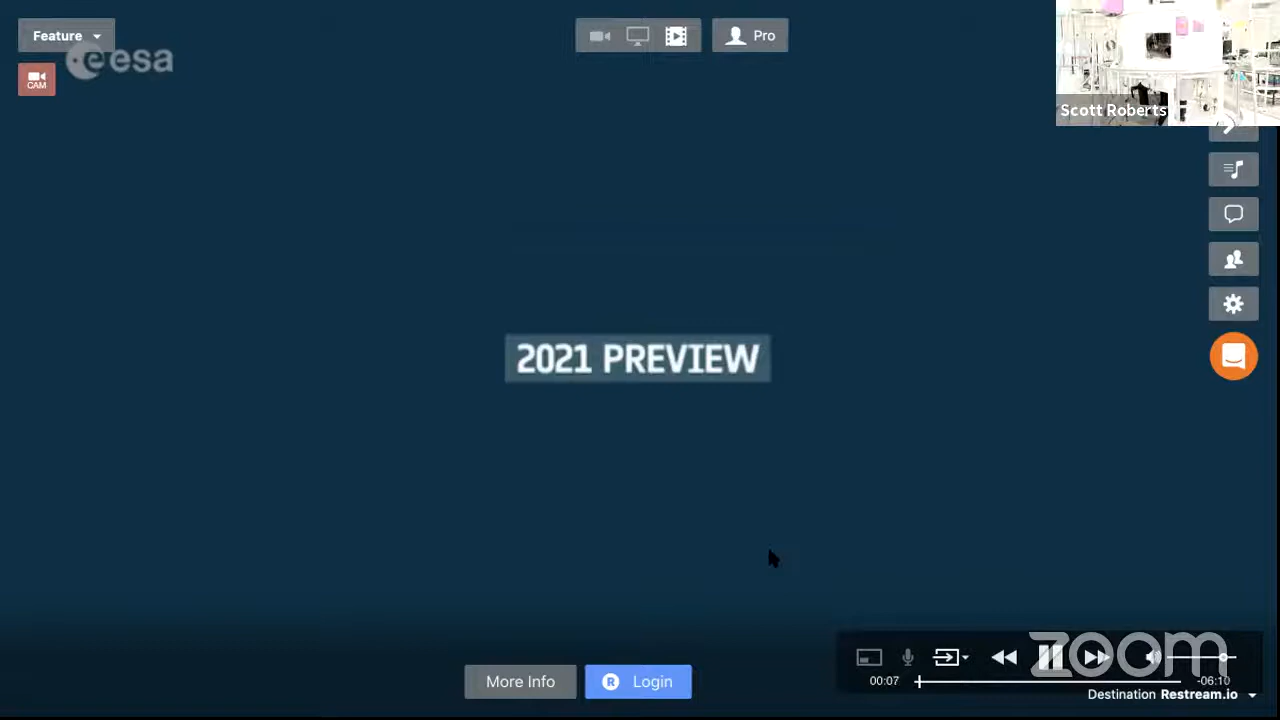 Feature
esa
CAM
Pro
Scott Roberts
2021 PREVIEW
More Info
R Login
zoom
00:07
-06:10
Destination Restream.io